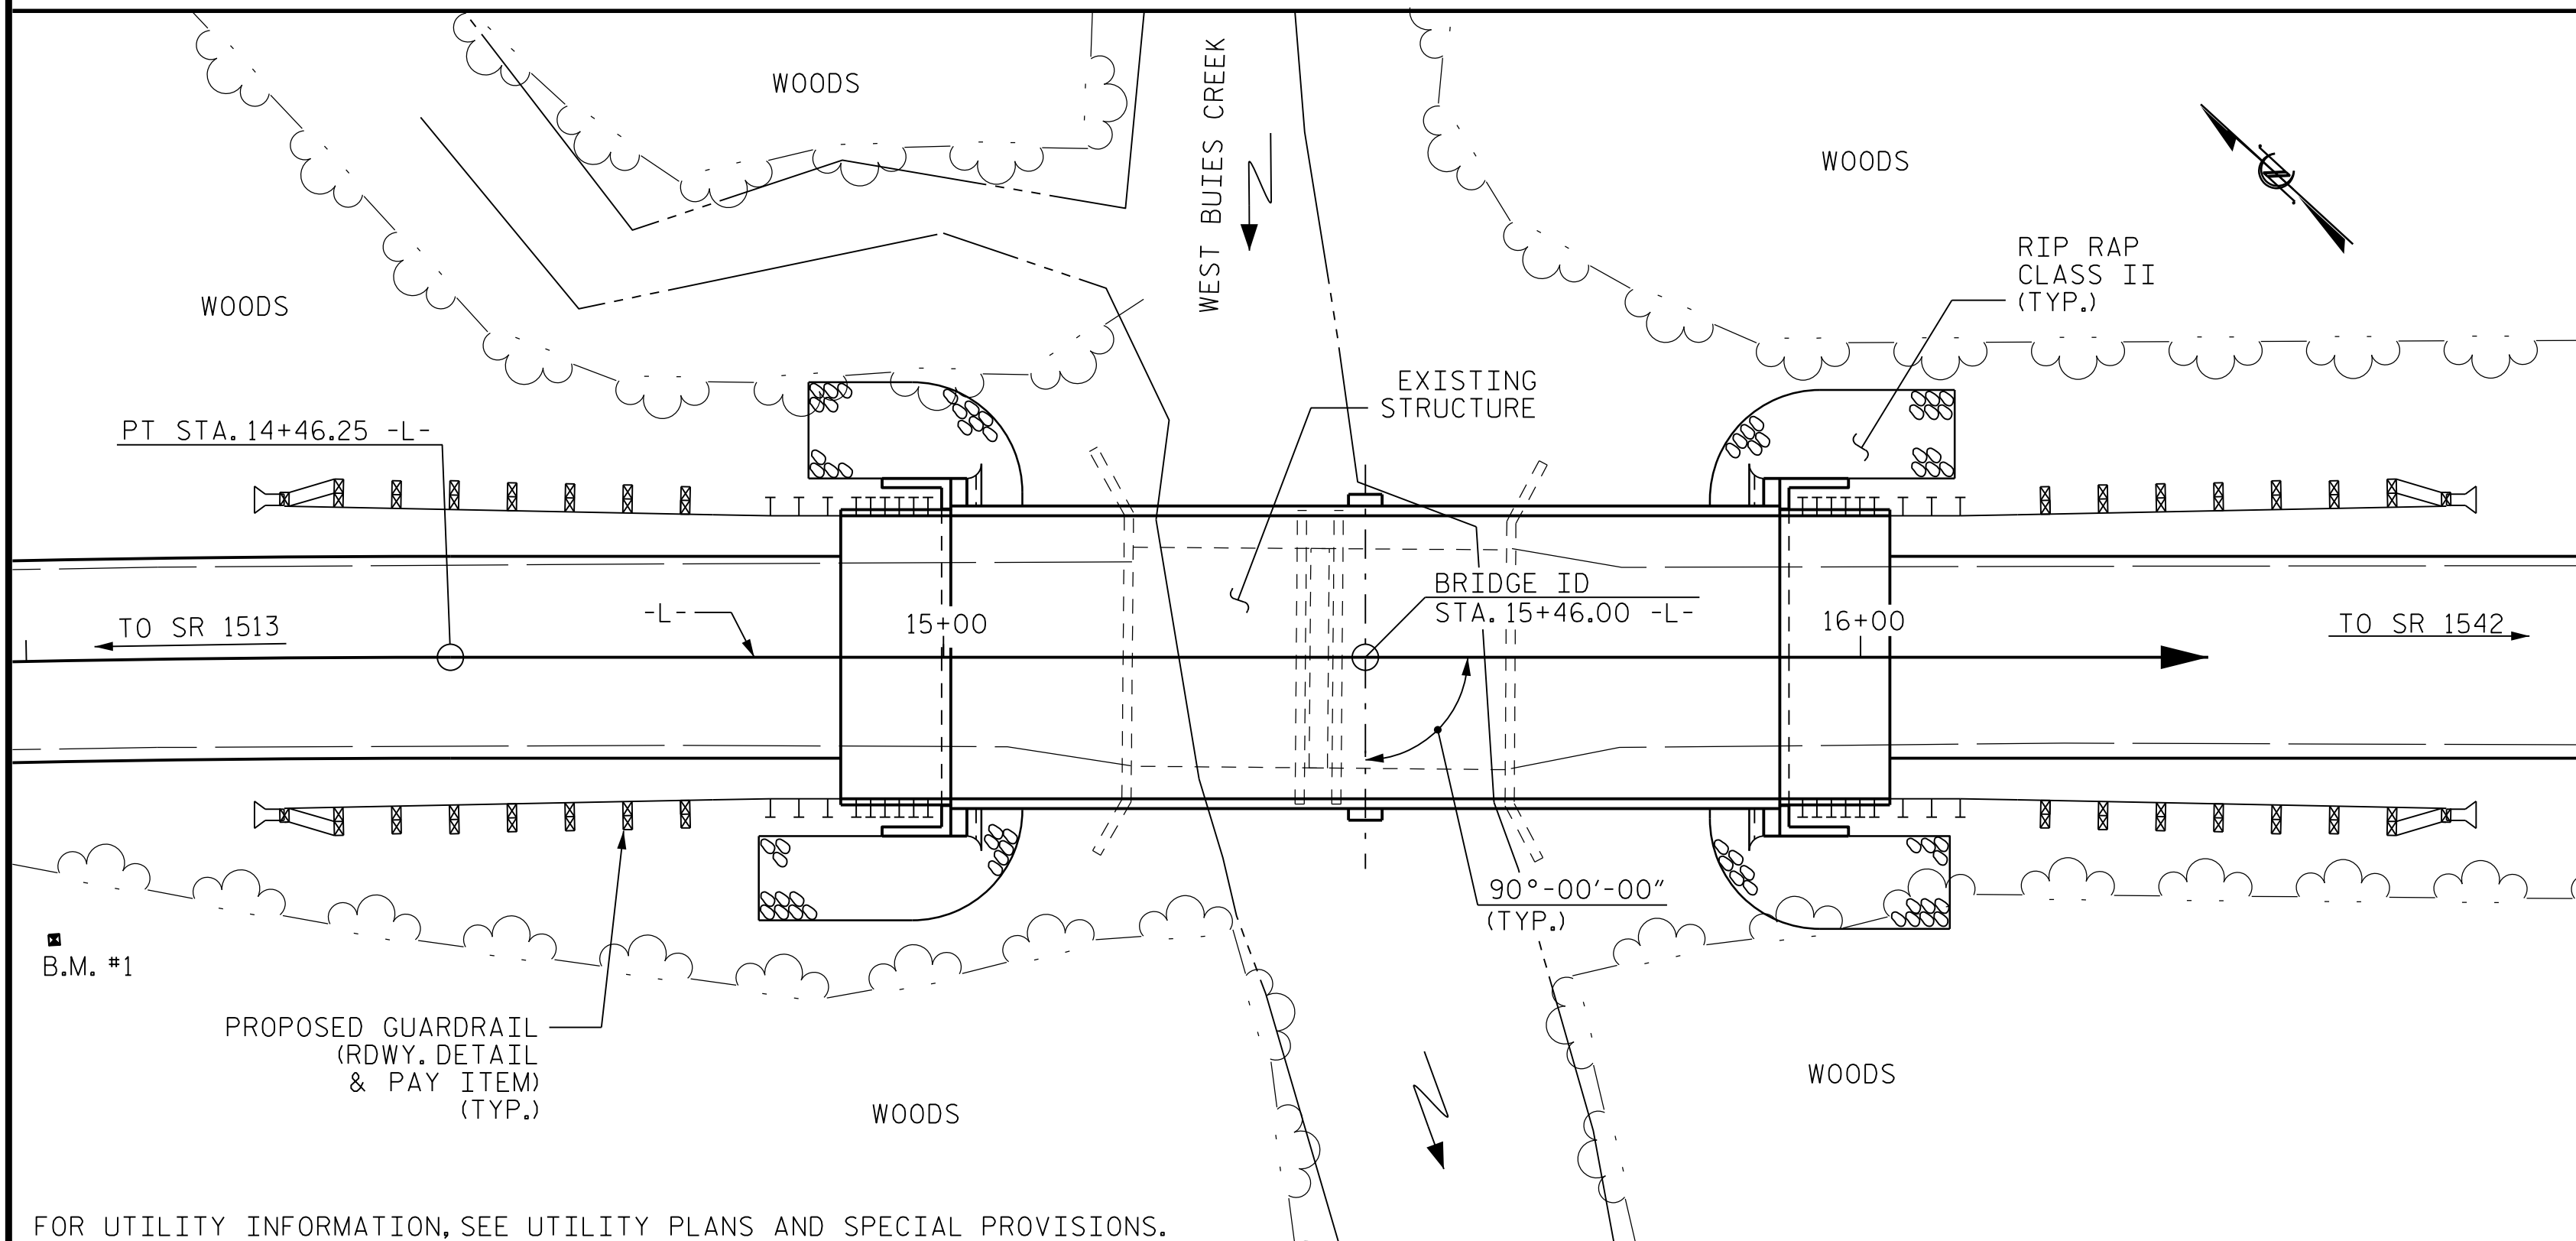 WOODS
WEST BUIES CREEK
WOODS
N
RIP RAP
CLASS II
(TYP.)
WOODS
EXISTING
STRUCTURE
PT STA. 14+46.25 -L-
BRIDGE ID
STA. 15+46.00 -L-
-L-
15+00
16+00
TO SR 1513
TO SR 1542
90°-00'-00"
(TYP.)
B.M. #1
PROPOSED GUARDRAIL
(RDWY. DETAIL
& PAY ITEM)
(TYP.)
WOODS
WOODS
FOR UTILITY INFORMATION, SEE UTILITY PLANS AND SPECIAL PROVISIONS.